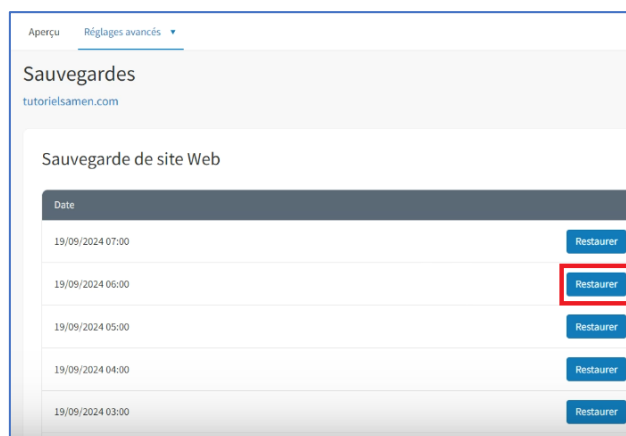 Aperçu Réglages avancés
Sauvegardes
tutorielsamen.com
Sauvegarde de site Web
Date
19/09/2024 07:00 Restaurer
19/09/2024 06:00 Restaurer
19/09/2024 05:00 Restaurer
19/09/2024 04:00 Restaurer
19/09/2024 03:00 Restaurer